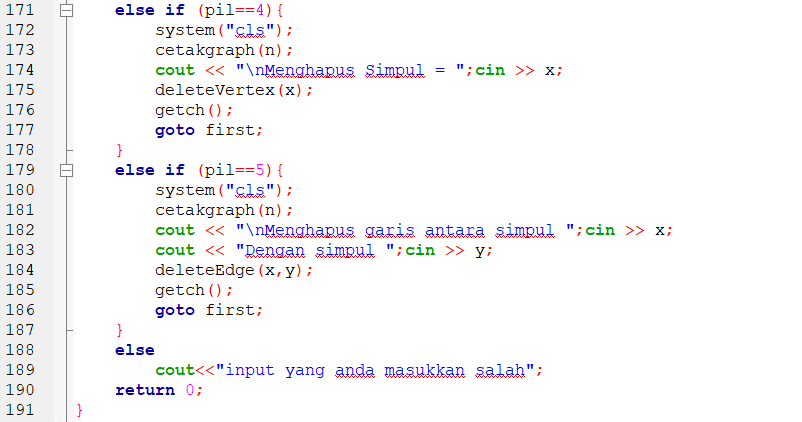 171 else if (pil==4){
172 system("cls");
173 cetakgraph(n);
174 cout << "\nMenghapus Simpul = ";cin >> x;
175 deleteVertex(x);
176 getch();
177 goto first;
178 }
179 else if (pil==5){
180 system("cls");
181 cetakgraph(n);
182 cout << "\nMenghapus garis antara simpul ";cin >> x;
183 cout << "Dengan simpul ";cin >> y;
184 deleteEdge(x,y);
185 getch();
186 goto first;
187 }
188 else
189 cout<<"input yang anda masukkan salah";
190 return 0;
191 }